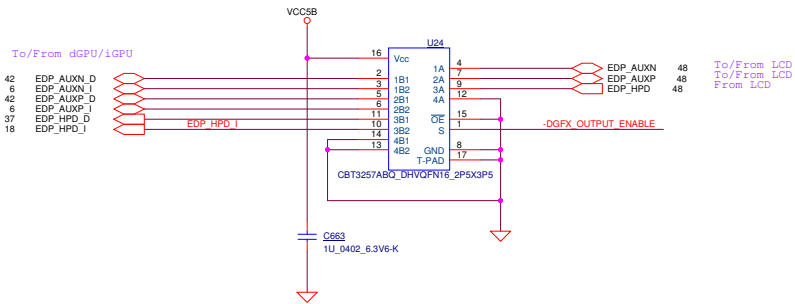 VCC5B
U24
To/From dGPU/iGPU
16 Vcc
42 EDP_AUXN_D 2 1B1 1A 4 EDP_AUXN 48 To/From LCD
6 EDP_AUXN_I 3 1B2 2A 7 EDP_AUXP 48 To/From LCD
42 EDP_AUXP_D 5 2B1 3A 9 EDP_HPD 48 From LCD
6 EDP_AUXP_I 6 2B2 4A 12
37 EDP_HPD_D 11 3B1 OE 15
18 EDP_HPD_I EDP_HPD_I 10 3B2 S 1 -DGFX_OUTPUT_ENABLE
14 4B1
13 4B2 GND 8
T-PAD 17
CBT3257ABQ_DHVQFN16_2P5X3P5
C663
1U_0402_6.3V6-K